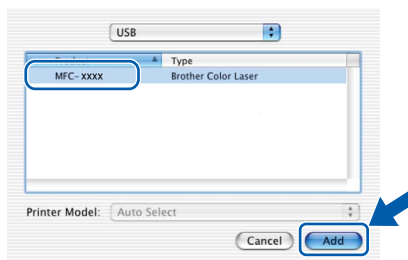 USB
Type
MFC- XXXX Brother Color Laser
Printer Model: Auto Select
Cancel Add